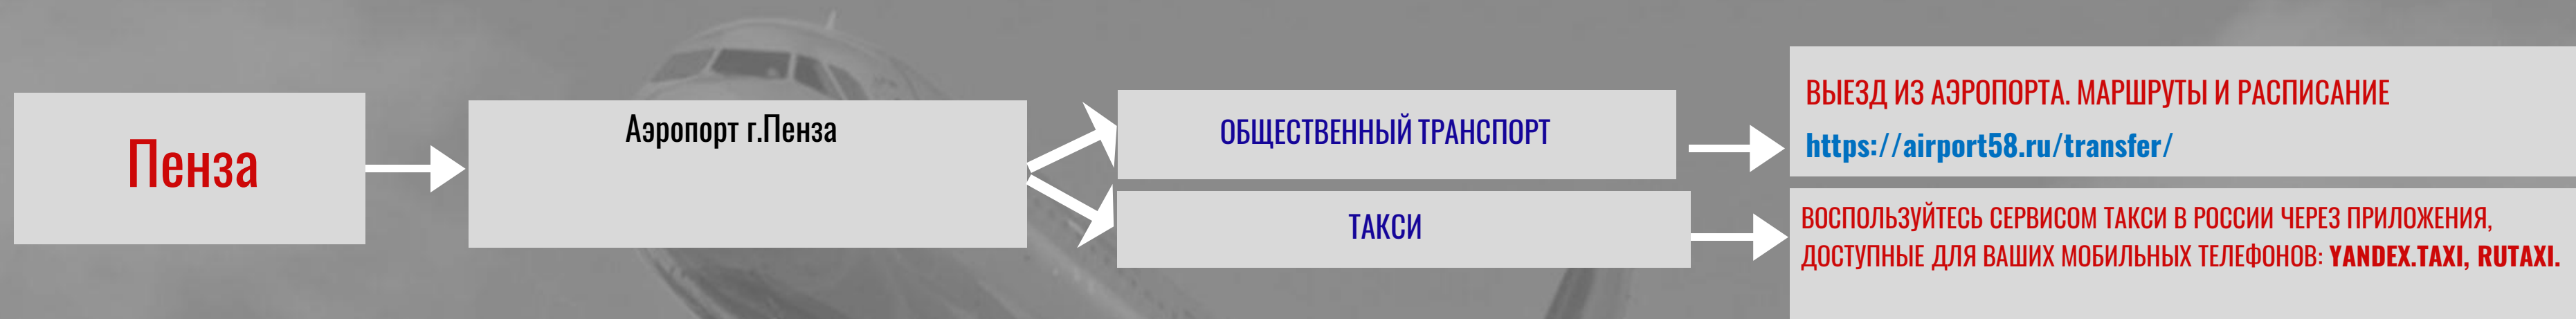 Пенза
Аэропорт г.Пенза
ОБЩЕСТВЕННЫЙ ТРАНСПОРТ
ТАКСИ
ВЫЕЗД ИЗ АЭРОПОРТА. МАРШРУТЫ И РАСПИСАНИЕ
https://airport58.ru/transfer/
ВОСПОЛЬЗУЙТЕСЬ СЕРВИСОМ ТАКСИ В РОССИИ ЧЕРЕЗ ПРИЛОЖЕНИЯ,
ДОСТУПНЫЕ ДЛЯ ВАШИХ МОБИЛЬНЫХ ТЕЛЕФОНОВ: YANDEX.TAXI, RUTAXI.